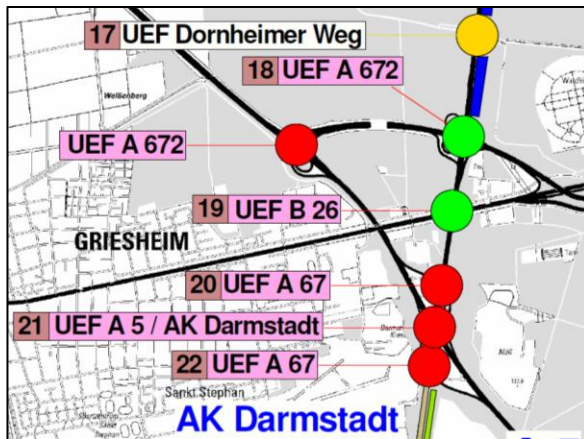 17 UEF Dornheimer Weg
18 UEF A 672
Weißenberg
UEF A 672
19 UEF B 26
GRIESHEIM
20 UEF A 67
21 UEF A 5 / AK Darmstadt
22 UEF A 67
Sankt Stephan
AK Darmstadt